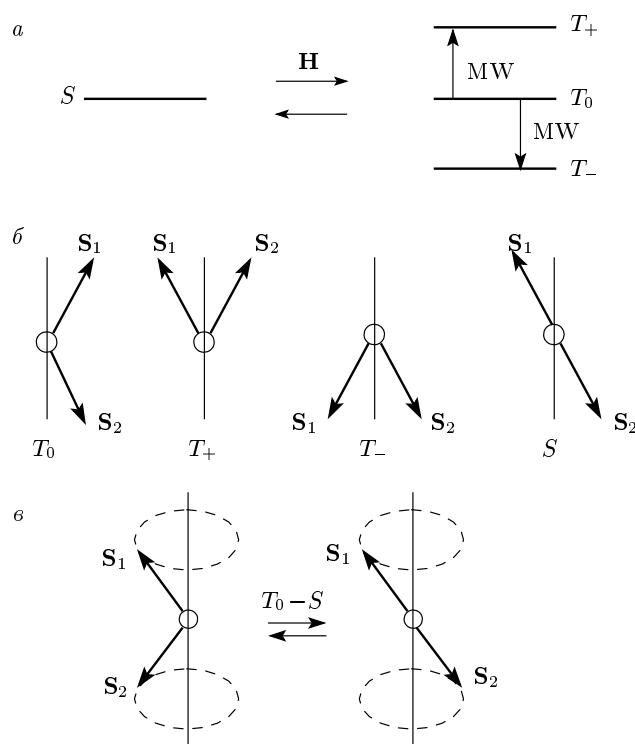 а
T₊
H
MW
S
T₀
MW
T₋
б
S₁ S₁ S₂ S₁
S₂ S₁ S₂ S₂
T₀ T₊ T₋ S
в
S₁ S₁
T₀ – S
S₂ S₂